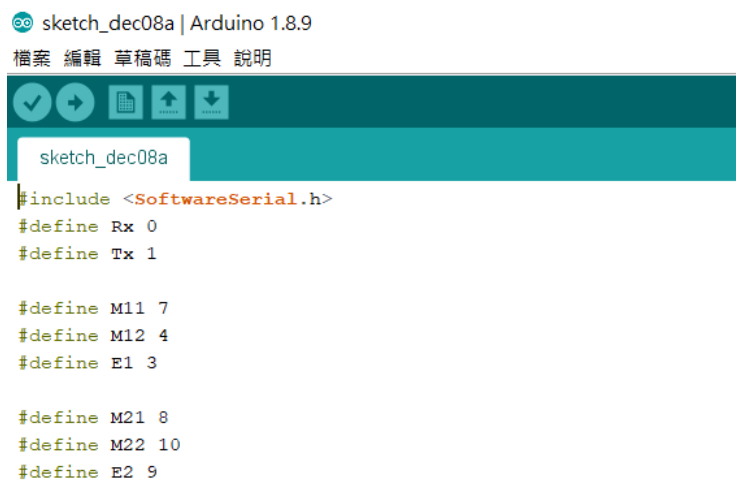 sketch_dec08a | Arduino 1.8.9
檔案 編輯 草稿碼 工具 說明
sketch_dec08a
#include <SoftwareSerial.h>
#define Rx 0
#define Tx 1
#define M11 7
#define M12 4
#define E1 3
#define M21 8
#define M22 10
#define E2 9